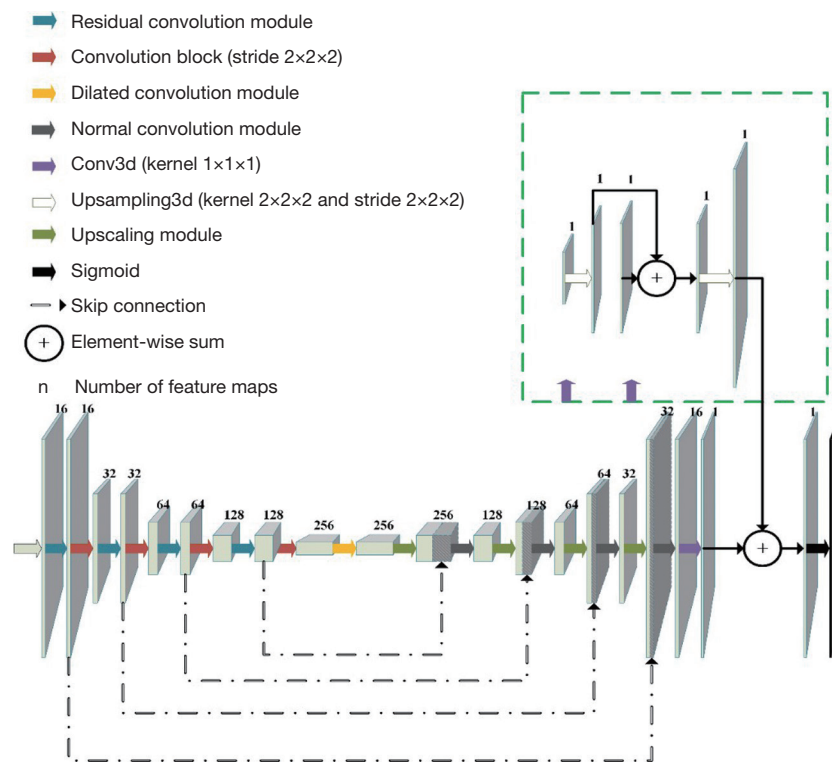 Residual convolution module
Convolution block (stride 2×2×2)
Dilated convolution module
Normal convolution module
Conv3d (kernel 1×1×1)
Upsampling3d (kernel 2×2×2 and stride 2×2×2)
Upscaling module
Sigmoid
Skip connection
+ Element-wise sum
n Number of feature maps
1
1 1 1
1
+
16 16 32 16 1 1
32 32 64 32
64 64 128 128 256 256 256 128 128 64
+